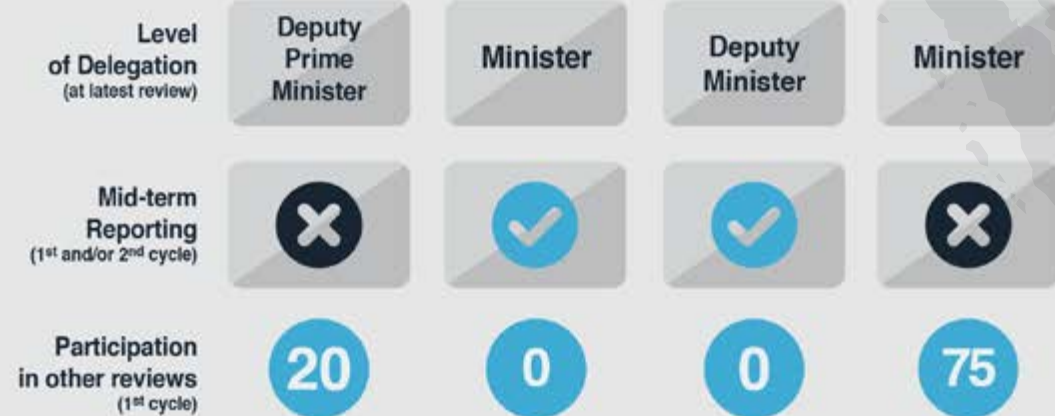 Level
of Delegation
(at latest review)
Deputy
Prime
Minister
Minister
Deputy
Minister
Minister
Mid-term
Reporting
(1st and/or 2nd cycle)
Participation
in other reviews
(1st cycle)
20
0
0
75